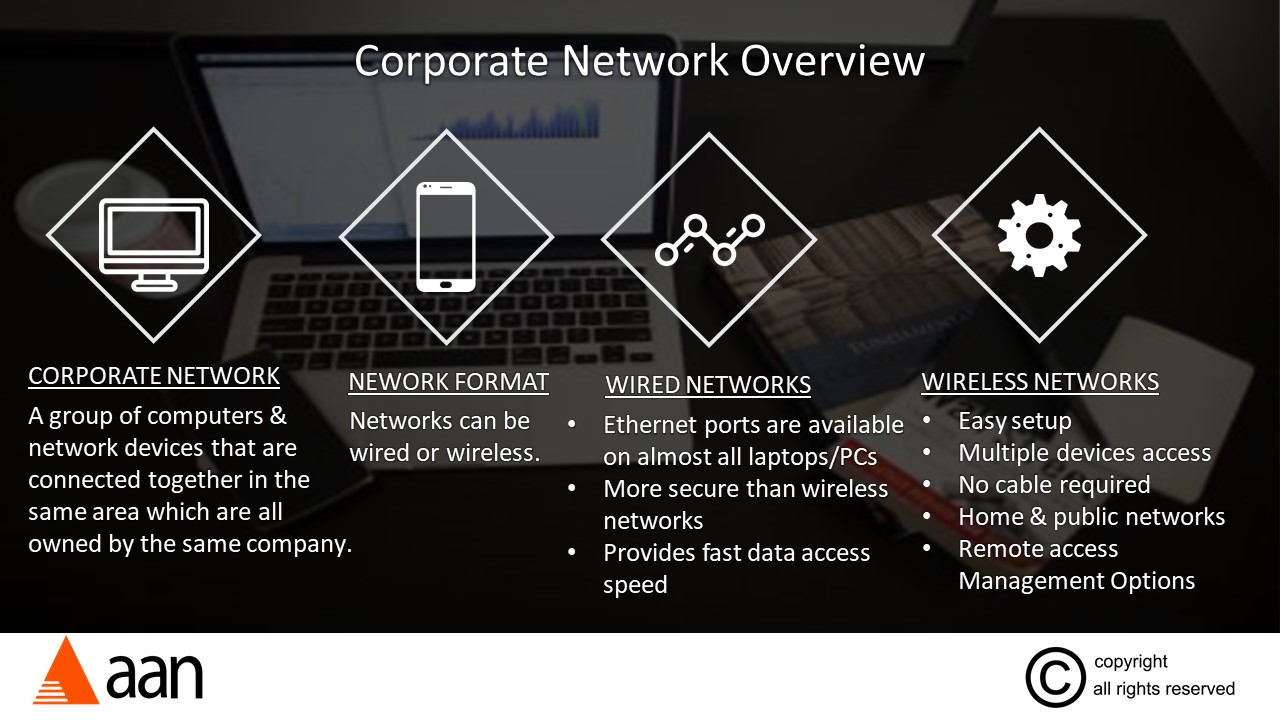 Corporate Network Overview
CORPORATE NETWORK
A group of computers &
network devices that are
connected together in the
same area which are all
owned by the same company.
NEWORK FORMAT
Networks can be
wired or wireless.
WIRED NETWORKS
• Ethernet ports are available
on almost all laptops/PCs
• More secure than wireless
networks
• Provides fast data access
speed
WIRELESS NETWORKS
• Easy setup
• Multiple devices access
• No cable required
• Home & public networks
• Remote access
Management Options
aan
© copyright
all rights reserved